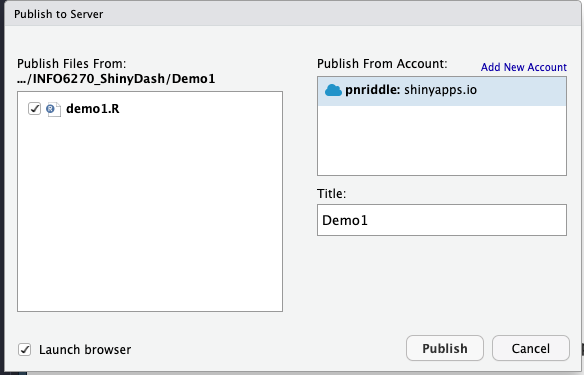 Publish to Server
Publish Files From:
.../INFO6270_ShinyDash/Demo1
demo1.R
Publish From Account:
Add New Account
pnriddle: shinyapps.io
Title:
Demo1
Launch browser
Publish
Cancel